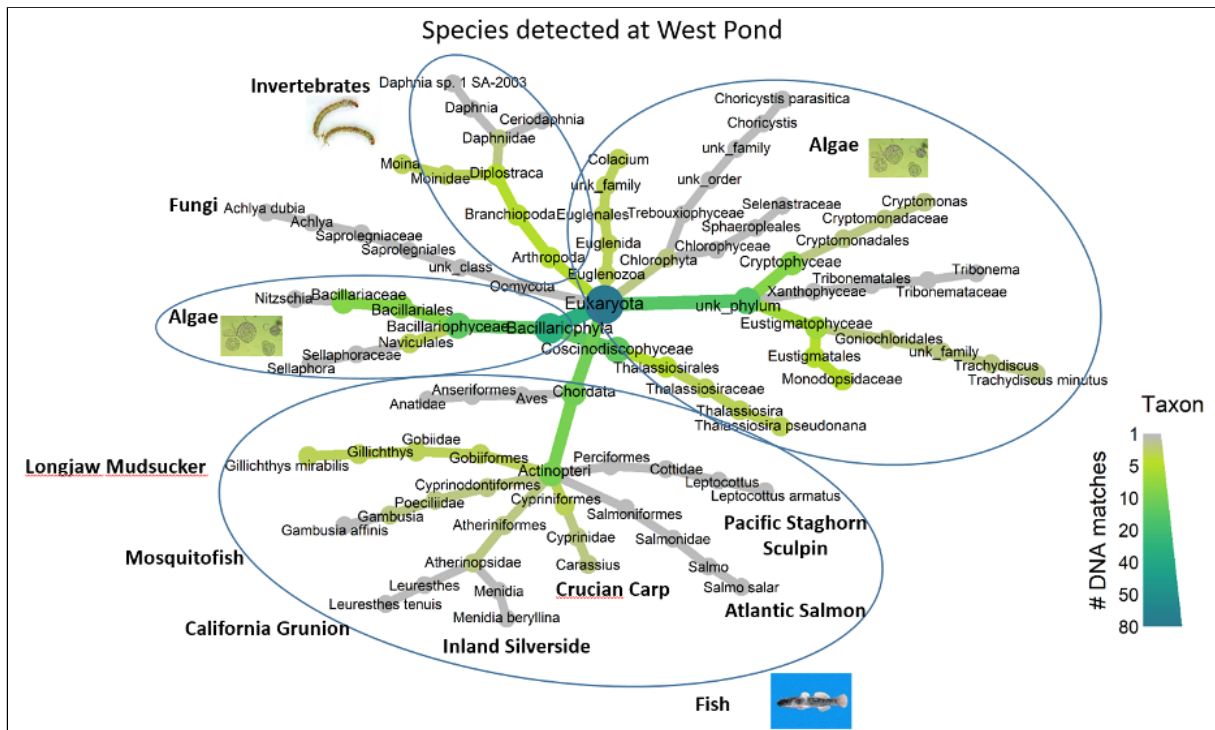 Species detected at West Pond
Invertebrates
Daphnia sp. 1 SA-2003
Daphnia
Ceriodaphnia
Daphniidae
Moina
Moinidae
Diplostraca
Branchiopoda
Arthropoda
Fungi
Achlya dubia
Achlya
Saprolegniaceae
Saprolegniales
unk_class
Oomycota
Colacium
unk_family
Euglenales
Euglenida
Euglenozoa
Choricystis parasitica
Choricystis
unk_family
unk_order
Trebouxiophyceae
Selenastraceae
Sphaeropleales
Chlorophyceae
Chlorophyta
Algae
Cryptomonas
Cryptomonadaceae
Cryptomonadales
Cryptophyceae
Tribonematales
Tribonema
Xanthophyceae
Tribonemataceae
Eukaryota
unk_phylum
Eustigmatophyceae
Goniochloridales
unk_family
Trachydiscus
Trachydiscus minutus
Eustigmatales
Monodopsidaceae
Algae
Nitzschia
Bacillariaceae
Bacillariales
Bacillariophyceae
Bacillariophyta
Naviculales
Sellaphoraceae
Sellaphora
Coscinodiscophyceae
Thalassiosirales
Thalassiosiraceae
Thalassiosira
Thalassiosira pseudonana
Anseriformes
Anatidae
Aves
Chordata
Longjaw Mudsucker
Gillichthys mirabilis
Gillichthys
Gobiidae
Gobiiformes
Actinopteri
Perciformes
Cottidae
Leptocottus
Leptocottus armatus
Cyprinodontiformes
Poeciliidae
Gambusia
Gambusia affinis
Cypriniformes
Cyprinidae
Carassius
Salmoniformes
Salmonidae
Salmo
Salmo salar
Atheriniformes
Atherinopsidae
Leuresthes
Leuresthes tenuis
Menidia
Menidia beryllina
Pacific Staghorn
Sculpin
Mosquitofish
Crucian Carp
Atlantic Salmon
California Grunion
Inland Silverside
Fish
Taxon
# DNA matches
1
5
10
20
40
50
80